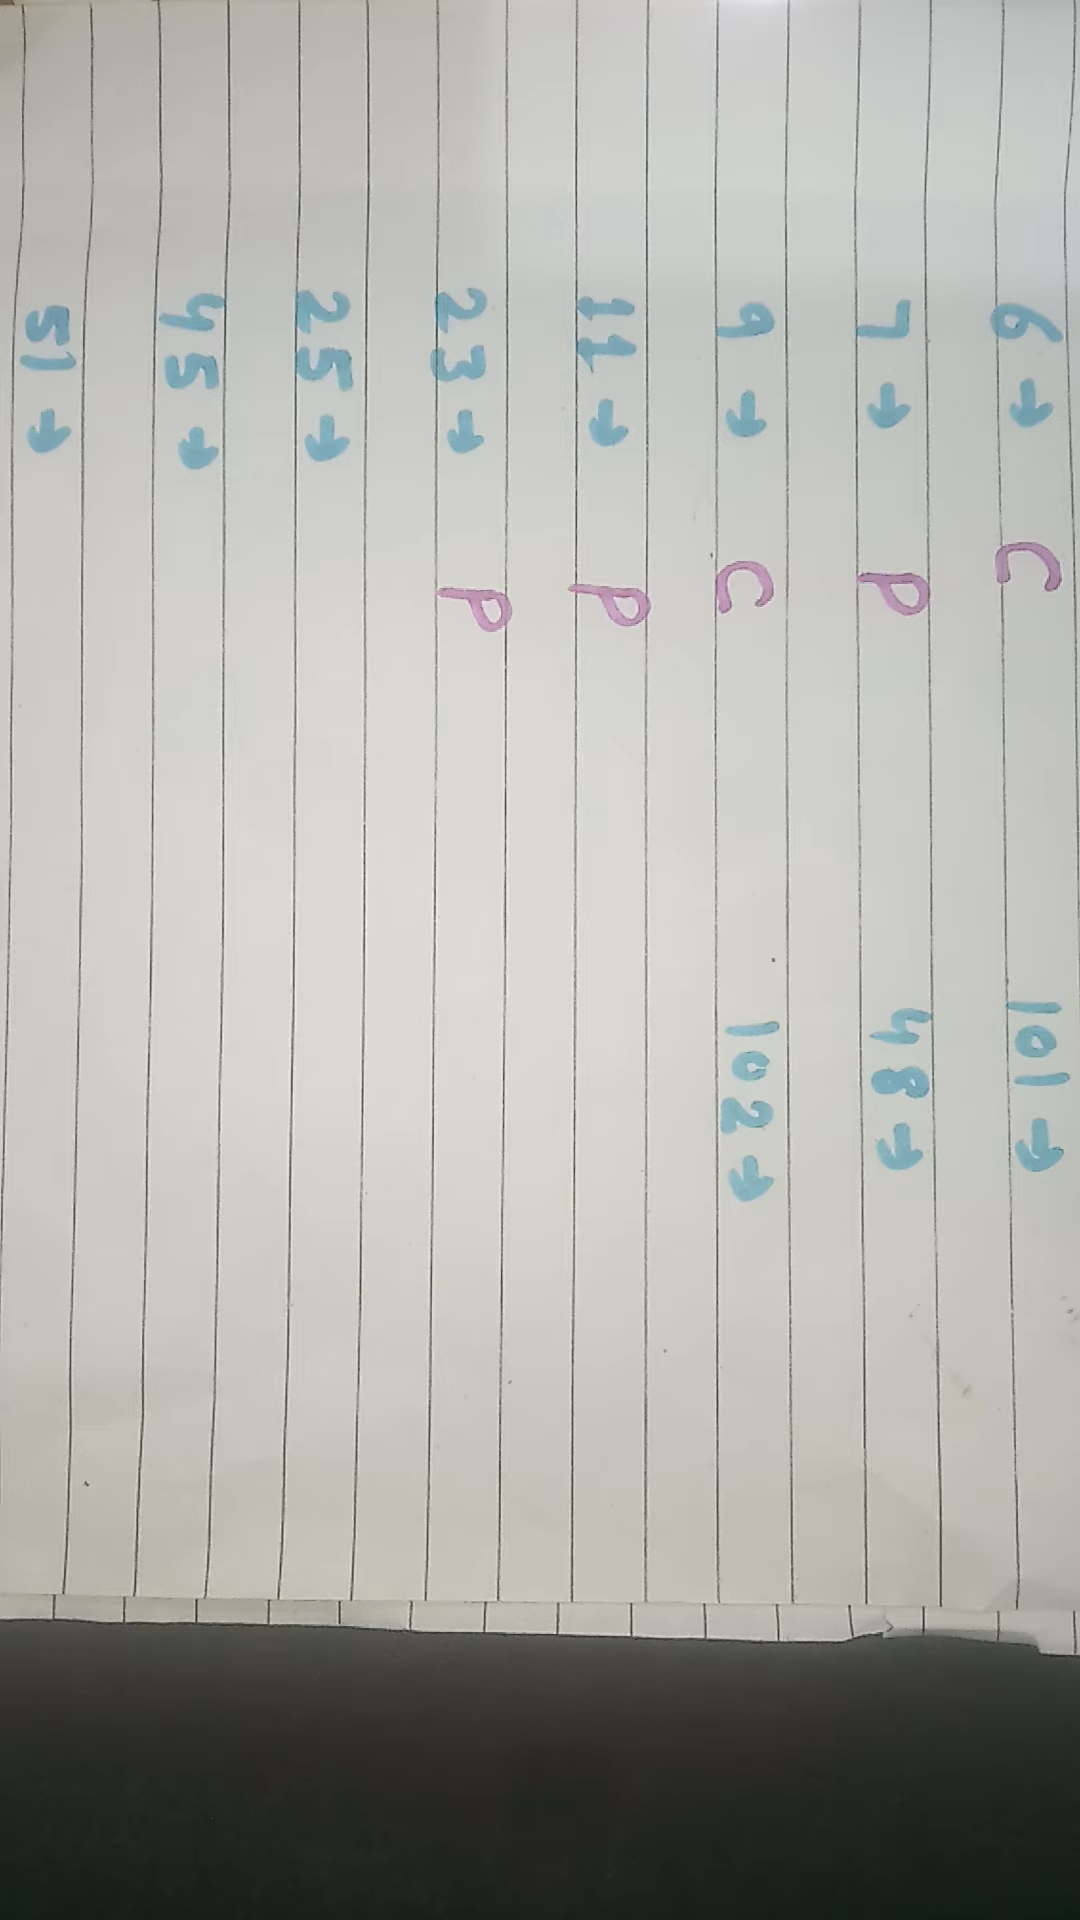 6 → C 101 →
7 → P 48 →
9 → C 102 →
11 → P
23 → P
25 →
45 →
51 →